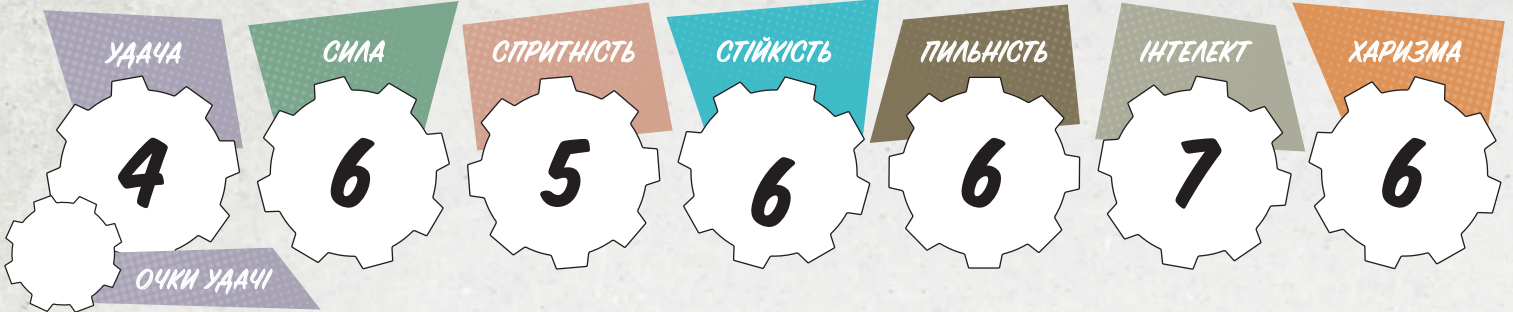 УДАЧА
СИЛА
СПРИТНІСТЬ
СТІЙКІСТЬ
ПИЛЬНІСТЬ
ІНТЕЛЕКТ
ХАРИЗМА
4
6
5
6
6
7
6
ОЧКИ УДАЧІ